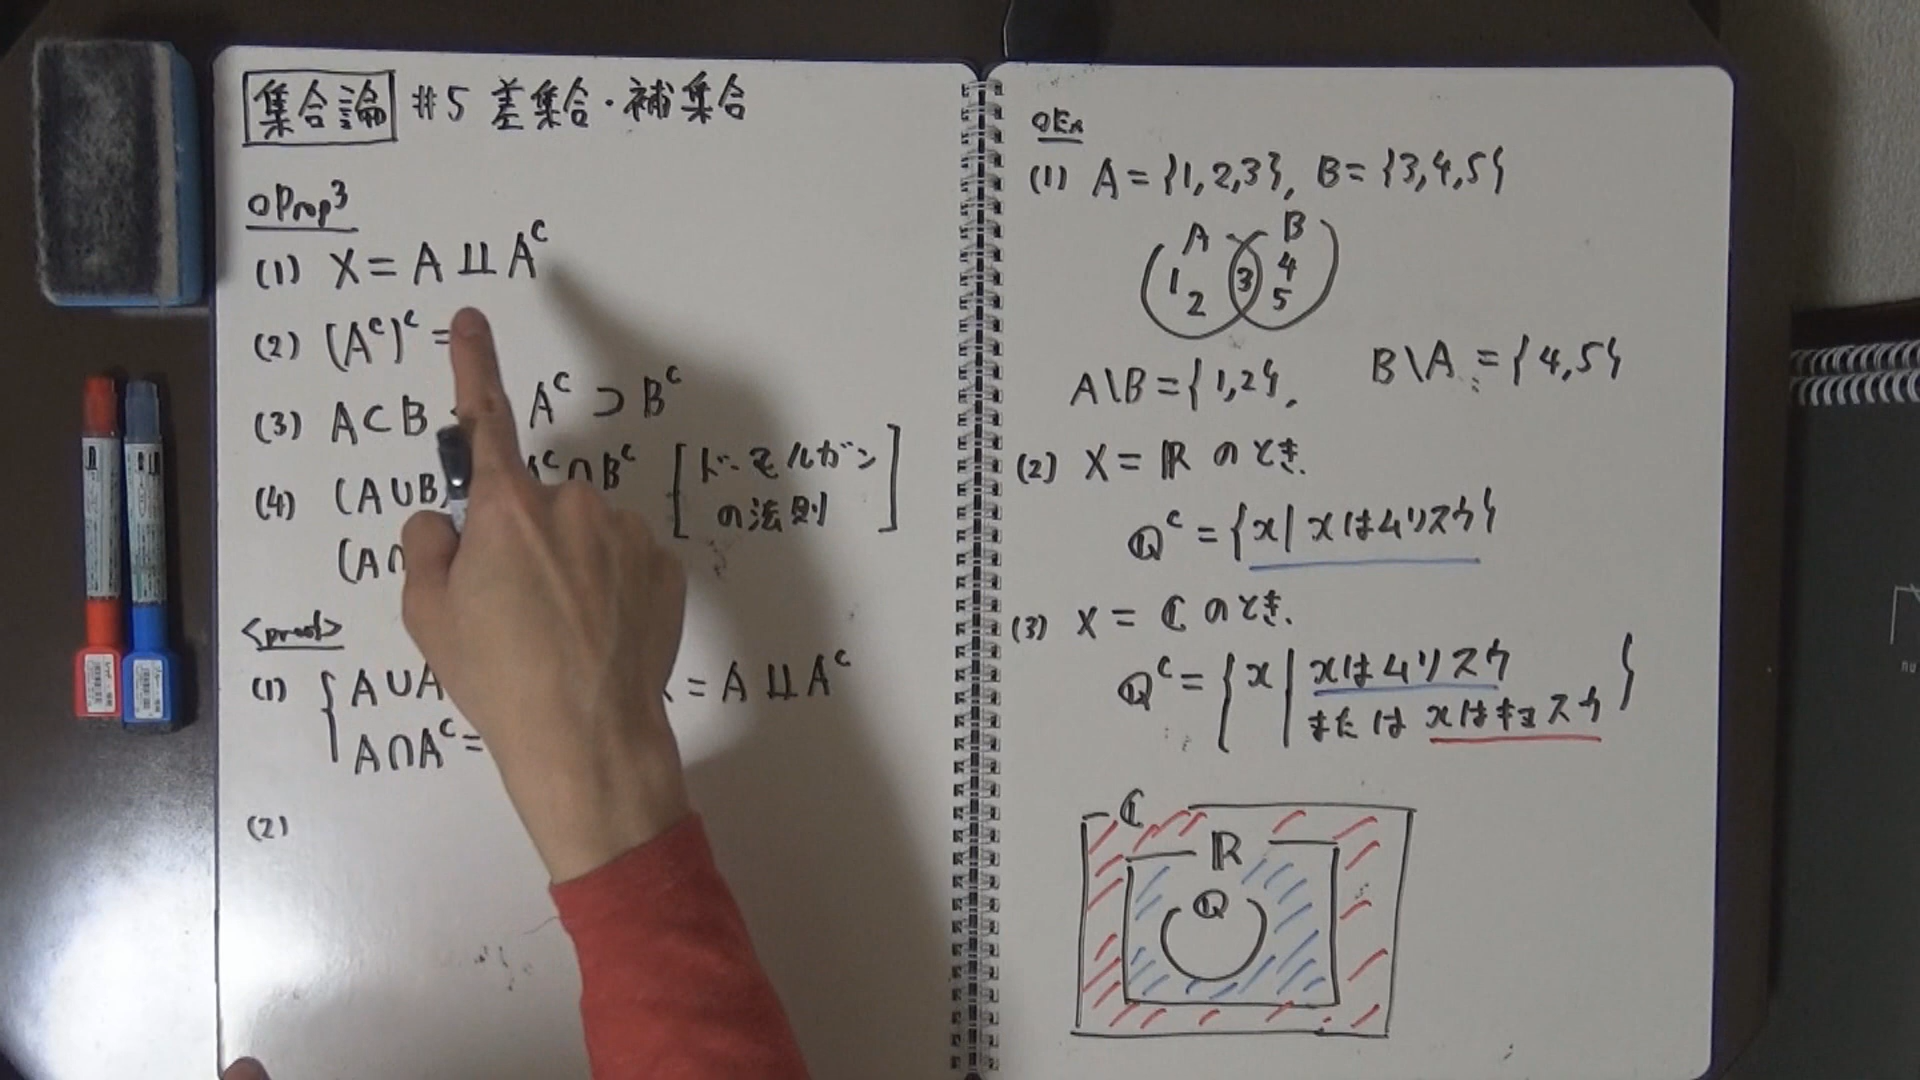 集合論 #5 差集合・補集合
○Prop3
(1) X = A ⨿ A^c
(2) (A^c)^c =
(3) A⊂B A^c ⊃ B^c
(4) (A∪B) A^c∩B^c [ド・モルガンの法則]
(A∩
<proof>
(1) { A∪A = A ⨿ A^c
A∩A^c =
(2)
○Ex
(1) A = {1,2,3}, B = {3,4,5}
A B
1 2 3 4 5
A\B = {1,2}, B\A = {4,5}
(2) X = ℝ のとき.
ℚ^c = {x | xはムリスウ}
(3) X = ℂ のとき.
ℚ^c = { x | xはムリスウ
または xはキョスウ }
ℂ
ℝ
ℚ